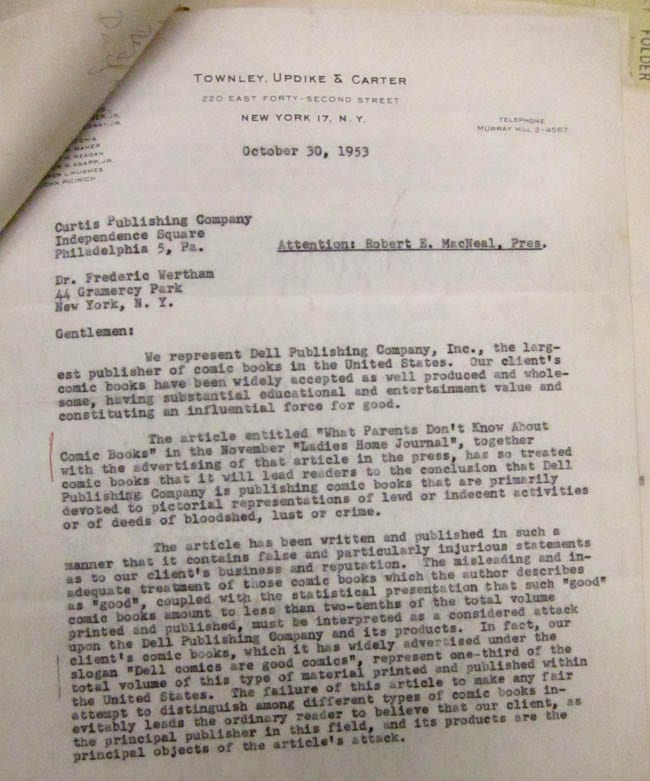 FOLDER
TOWNLEY, UPDIKE & CARTER
220 EAST FORTY-SECOND STREET
NEW YORK 17, N. Y.
TELEPHONE
MURRAY HILL 2-4567
MAHER
REAGAN
W. KNAPP, JR.
L. HUGHES
PICINICH
October 30, 1953
Curtis Publishing Company
Independence Square
Philadelphia 5, Pa.
Attention: Robert E. MacNeal, Pres.
Dr. Frederic Wertham
44 Gramercy Park
New York, N. Y.
Gentlemen:
We represent Dell Publishing Company, Inc., the larg-
est publisher of comic books in the United States. Our client's
comic books have been widely accepted as well produced and whole-
some, having substantial educational and entertainment value and
constituting an influential force for good.
The article entitled "What Parents Don't Know About
Comic Books" in the November "Ladies Home Journal", together
with the advertising of that article in the press, has so treated
comic books that it will lead readers to the conclusion that Dell
Publishing Company is publishing comic books that are primarily
devoted to pictorial representations of lewd or indecent activities
or of deeds of bloodshed, lust or crime.
The article has been written and published in such a
manner that it contains false and particularly injurious statements
as to our client's business and reputation. The misleading and in-
adequate treatment of those comic books which the author describes
as "good", coupled with the statistical presentation that such "good"
comic books amount to less than two-tenths of the total volume
printed and published, must be interpreted as a considered attack
upon the Dell Publishing Company and its products. In fact, our
client's comic books, which it has widely advertised under the
slogan "Dell comics are good comics", represent one-third of the
total volume of this type of material printed and published within
the United States. The failure of this article to make any fair
attempt to distinguish among different types of comic books in-
evitably leads the ordinary reader to believe that our client, as
the principal publisher in this field, and its products are the
principal objects of the article's attack.